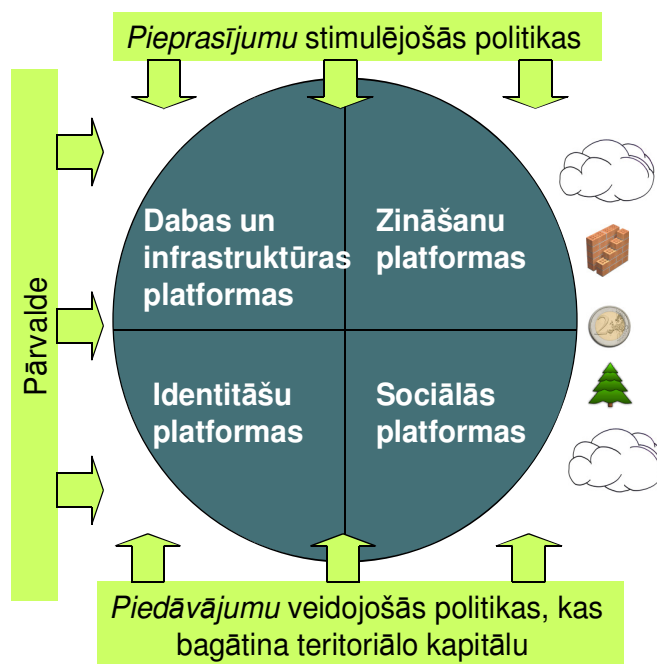 Pieprasījumu stimulējošās politikas
Pārvalde
Dabas un
infrastruktūras
platformas
Zināšanu
platformas
Identitāšu
platformas
Sociālās
platformas
2
Piedāvājumu veidojošās politikas, kas
bagātina teritoriālo kapitālu